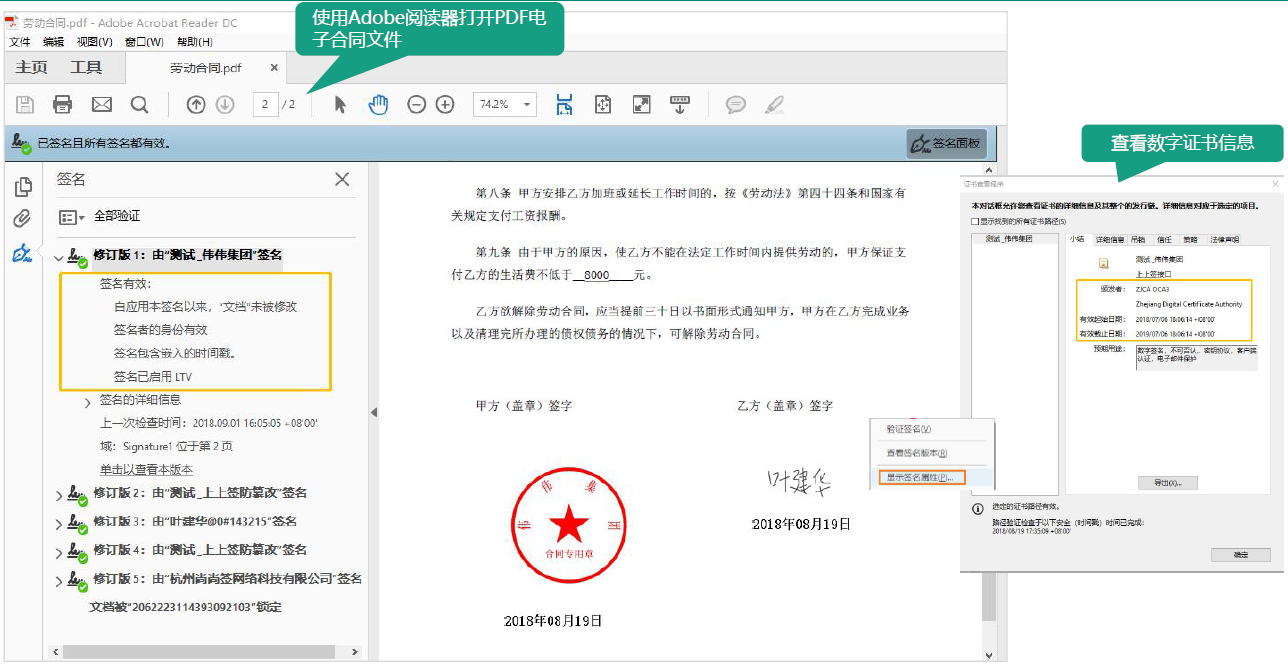 劳动合同.pdf - Adobe Acrobat Reader DC
使用Adobe阅读器打开PDF电
子合同文件
文件 编辑 视图(V) 窗口(W) 帮助(H)
主页 工具 劳动合同.pdf ×
2 / 2 74.2%
已签名且所有签名都有效。
签名面板
签名
全部验证
修订版 1：由“测试_伟伟集团”签名
签名有效：
自应用本签名以来，“文档”未被修改
签名者的身份有效
签名包含嵌入的时间戳。
签名已启用 LTV
签名的详细信息
上一次检查时间：2018.09.01 16:05:05 +08'00'
域：Signature1 位于第 2 页
单击以查看本版本
修订版 2：由“测试_上上签防篡改”签名
修订版 3：由“叶建华@0#143215”签名
修订版 4：由“测试_上上签防篡改”签名
修订版 5：由“杭州尚尚签网络科技有限公司”签名
文档被“2062223114393092103”锁定
第八条 甲方安排乙方加班或延长工作时间的，按《劳动法》第四十四条和国家有
关规定支付工资报酬。
第九条 由于甲方的原因，使乙方不能在法定工作时间内提供劳动的，甲方保证支
付乙方的生活费不低于__8000____元。
乙方欲解除劳动合同，应当提前三十日以书面形式通知甲方，甲方在乙方完成业务
以及清理完所办理的债权债务的情况下，可解除劳动合同。
甲方（盖章）签字
乙方（盖章）签字
伟伟集团
合同专用章
2018年08月19日
叶建华
2018年08月19日
验证签名(V)
查看签名版本(R)
显示签名属性(P)...
查看数字证书信息
证书查看程序
本对话框允许您查看证书的详细信息及其整个的发行链。详细信息对应于选定的项目。
显示找到的所有证书路径(S)
测试_伟伟集团
小结 详细信息 吊销 信任 策略 法律声明
测试_伟伟集团
上上签接口
颁发者： ZJCA OCA3
Zhejiang Digital Certificate Authority
有效起始日期： 2018/07/06 18:06:14 +08'00'
有效截止日期： 2019/07/06 18:06:14 +08'00'
预期用途： 数字签名，不可否认，密钥协议，客户端
认证，电子邮件保护
导出(X)...
选定的证书路径有效。
路径验证检查于以下安全（时间戳）时间已完成：
2018/08/19 17:35:09 +08'00'
确定